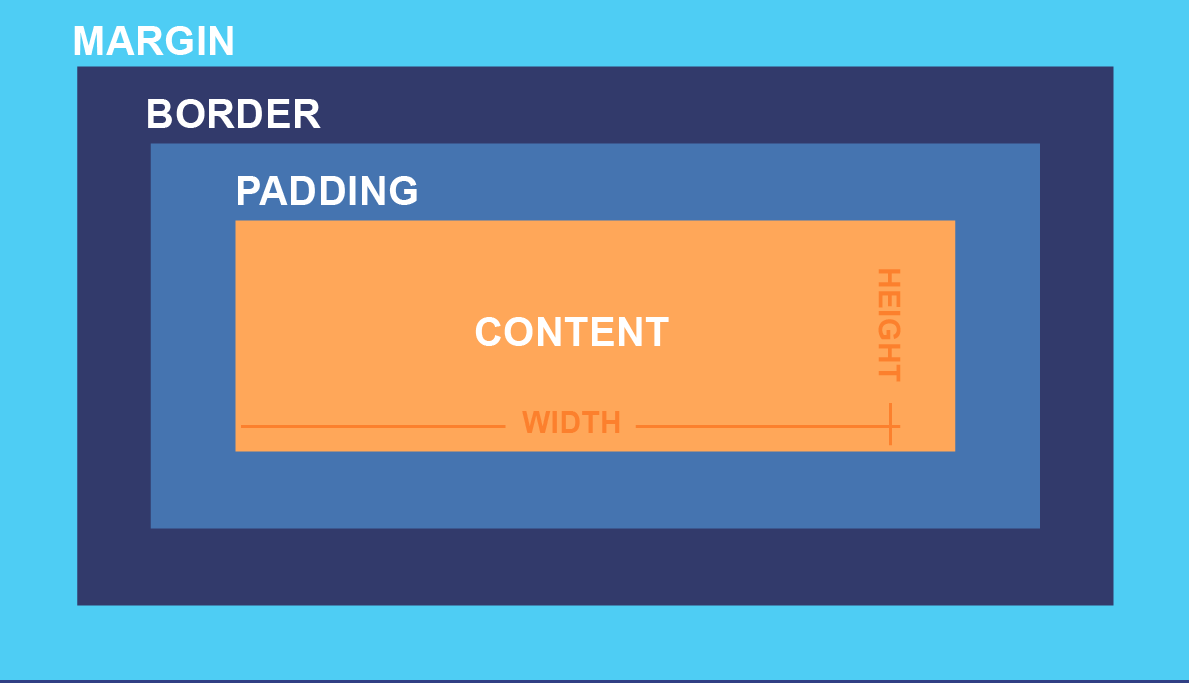 MARGIN
BORDER
PADDING
HEIGHT
CONTENT
WIDTH